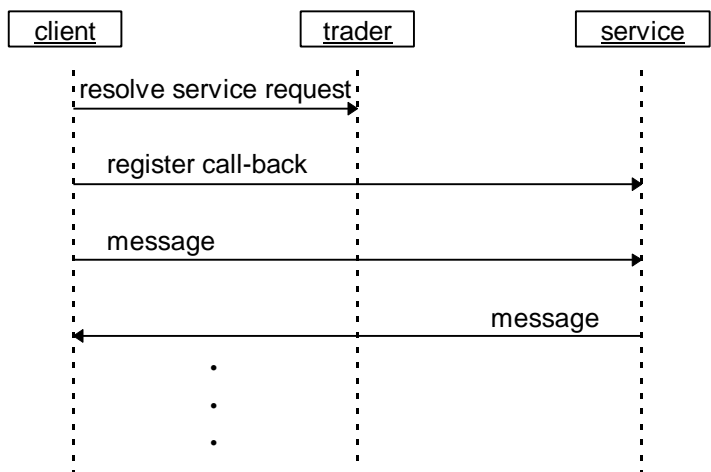 client
trader
service
resolve service request
register call-back
message
message